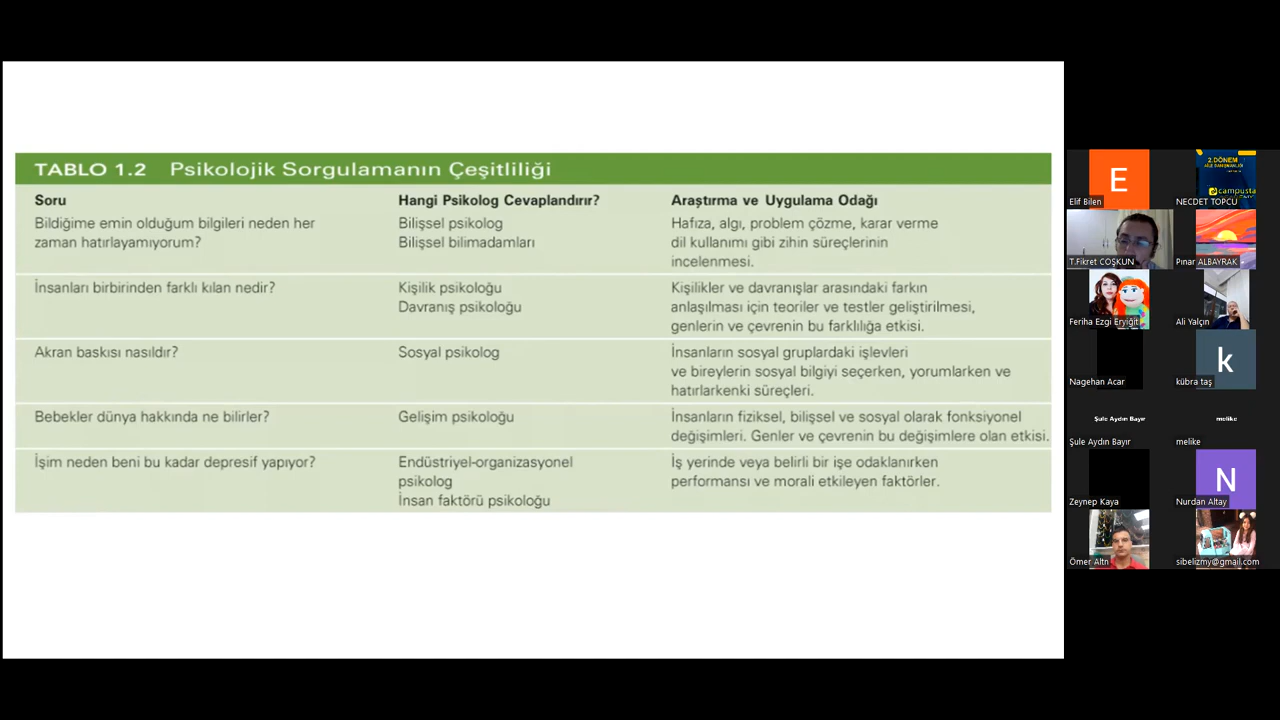 TABLO 1.2 Psikolojik Sorgulamanın Çeşitliliği
Soru
Hangi Psikolog Cevaplandırır?
Araştırma ve Uygulama Odağı
Bildiğime emin olduğum bilgileri neden her
zaman hatırlayamıyorum?
Bilişsel psikolog
Bilişsel bilimadamları
Hafıza, algı, problem çözme, karar verme
dil kullanımı gibi zihin süreçlerinin
incelenmesi.
İnsanları birbirinden farklı kılan nedir?
Kişilik psikoloğu
Davranış psikoloğu
Kişilikler ve davranışlar arasındaki farkın
anlaşılması için teoriler ve testler geliştirilmesi,
genlerin ve çevrenin bu farklılığa etkisi.
Akran baskısı nasıldır?
Sosyal psikolog
İnsanların sosyal gruplardaki işlevleri
ve bireylerin sosyal bilgiyi seçerken, yorumlarken ve
hatırlarkenki süreçleri.
Bebekler dünya hakkında ne bilirler?
Gelişim psikoloğu
İnsanların fiziksel, bilişsel ve sosyal olarak fonksiyonel
değişimleri. Genler ve çevrenin bu değişimlere olan etkisi.
İşim neden beni bu kadar depresif yapıyor?
Endüstriyel-organizasyonel
psikolog
İnsan faktörü psikoloğu
İş yerinde veya belirli bir işe odaklanırken
performansı ve morali etkileyen faktörler.
E
Elif Bilen
2.DÖNEM
AİLE DANIŞMANLIĞI
campusta
NECDET TOPCU
T.Fikret COŞKUN
Pınar ALBAYRAK
Feriha Ezgi Eryiğit
Ali Yalçın
Nagehan Acar
k
kübra taş
Şule Aydın Bayır
Şule Aydın Bayır
melike
melike
Zeynep Kaya
N
Nurdan Altay
Ömer Altn
sibelizmy@gmail.com